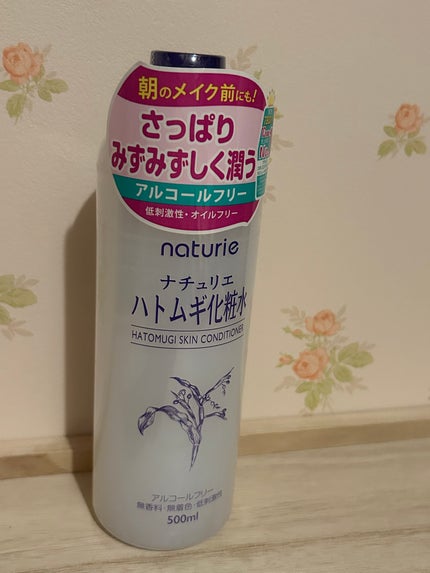 朝のメイク前にも!
さっぱり
みずみずしく潤う
アルコールフリー
低刺激性・オイルフリー
naturie
ナチュリエ
ハトムギ化粧水
HATOMUGI SKIN CONDITIONER
アルコールフリー
無香料・無着色・低刺激性
500ml